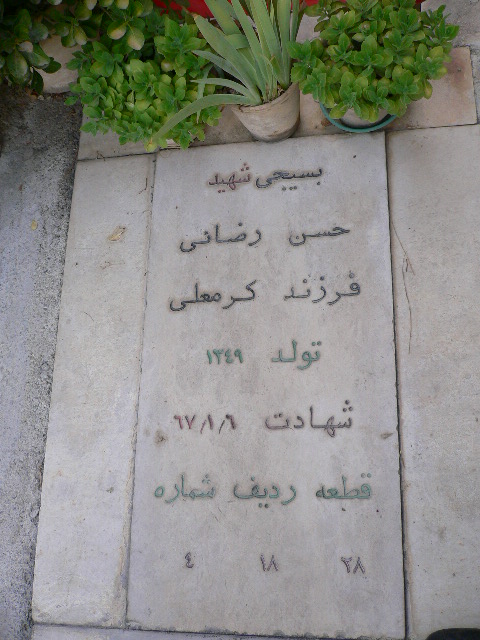 بسیجی شهید
حسن رضائی
فرزند کرمعلی
تولد ۱۳۴۹
شهادت ۶۷/۱/۶
قطعه ردیف شماره
۲۸ ۱۸ ۴